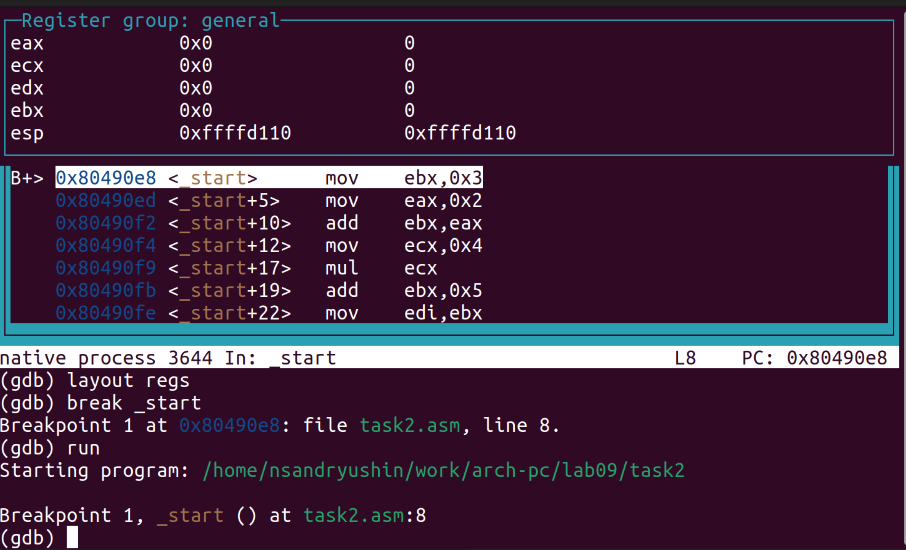 Register group: general
eax 0x0 0
ecx 0x0 0
edx 0x0 0
ebx 0x0 0
esp 0xffffd110 0xffffd110
B+> 0x80490e8 <_start> mov ebx,0x3
0x80490ed <_start+5> mov eax,0x2
0x80490f2 <_start+10> add ebx,eax
0x80490f4 <_start+12> mov ecx,0x4
0x80490f9 <_start+17> mul ecx
0x80490fb <_start+19> add ebx,0x5
0x80490fe <_start+22> mov edi,ebx
native process 3644 In: _start L8 PC: 0x80490e8
(gdb) layout regs
(gdb) break _start
Breakpoint 1 at 0x80490e8: file task2.asm, line 8.
(gdb) run
Starting program: /home/nsandryushin/work/arch-pc/lab09/task2
Breakpoint 1, _start () at task2.asm:8
(gdb)